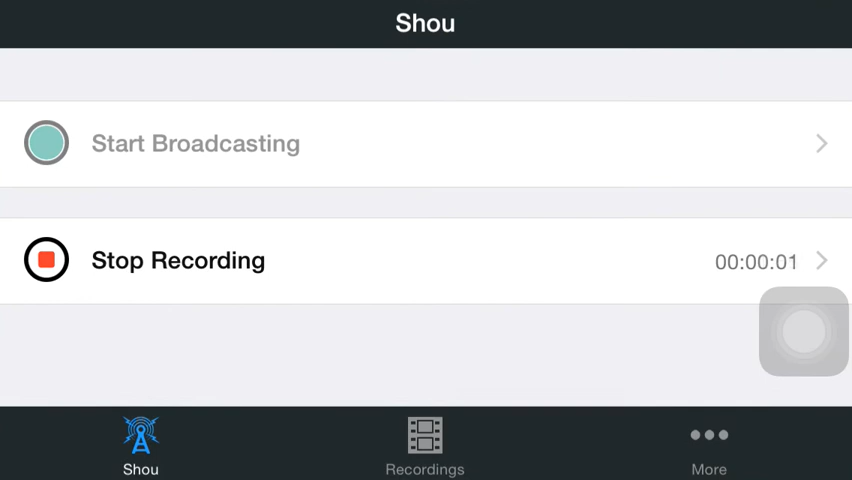 Shou
Start Broadcasting
Stop Recording 00:00:01
Shou Recordings More